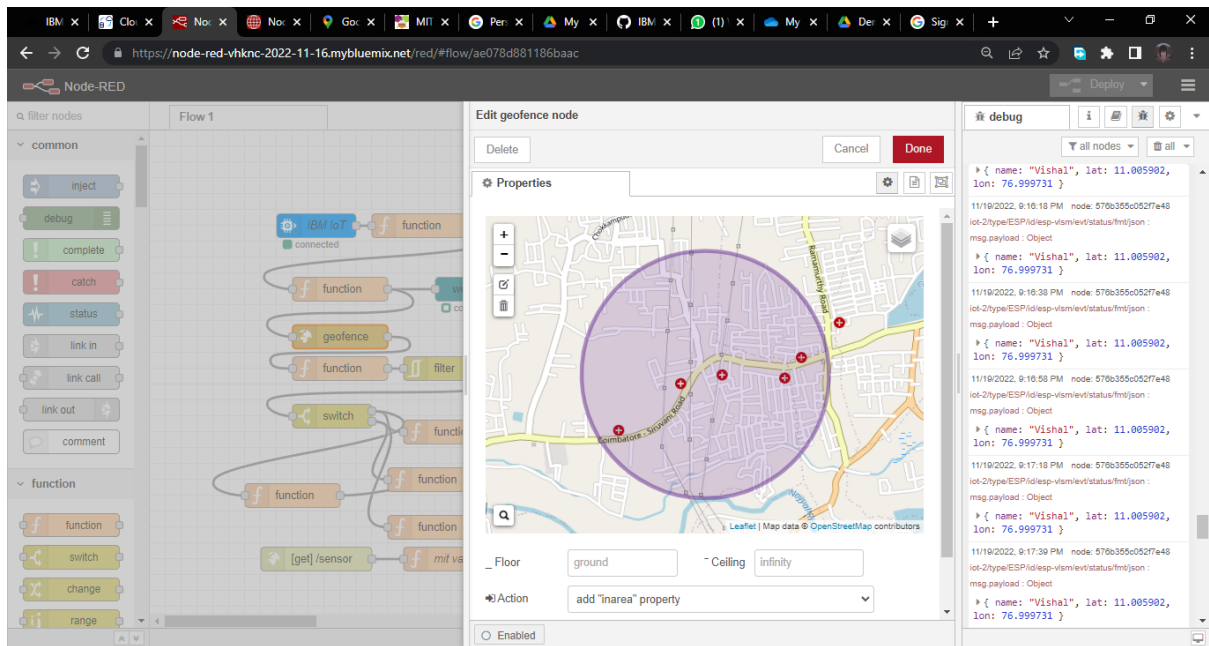 IBM
Clou
Noc
Noc
Goc
MIT
Pers
My
IBM
(1)
My
Der
Sigr
https://node-red-vhknc-2022-11-16.mybluemix.net/red/#flow/ae078d881186baac
Node-RED
Deploy
filter nodes
common
inject
debug
complete
catch
status
link in
link call
link out
comment
function
function
switch
change
range
Flow 1
IBM IoT
connected
function
function
we
co
geofence
function
filter
switch
functio
function
function
function
[get] /sensor
mit va
Edit geofence node
Delete
Cancel
Done
Properties
+
−
Chokkampu
Ramamurthy Road
Coimbatore - Siruvani Road
Noyyal
Leaflet | Map data © OpenStreetMap contributors
_ Floor
ground
‾ Ceiling
infinity
Action
add "inarea" property
Enabled
debug
i
all nodes
all
{ name: "Vishal", lat: 11.005902,
lon: 76.999731 }
11/19/2022, 9:16:18 PM node: 576b355c052f7e48
iot-2/type/ESP/id/esp-vlsm/evt/status/fmt/json :
msg.payload : Object
{ name: "Vishal", lat: 11.005902,
lon: 76.999731 }
11/19/2022, 9:16:38 PM node: 576b355c052f7e48
iot-2/type/ESP/id/esp-vlsm/evt/status/fmt/json :
msg.payload : Object
{ name: "Vishal", lat: 11.005902,
lon: 76.999731 }
11/19/2022, 9:16:58 PM node: 576b355c052f7e48
iot-2/type/ESP/id/esp-vlsm/evt/status/fmt/json :
msg.payload : Object
{ name: "Vishal", lat: 11.005902,
lon: 76.999731 }
11/19/2022, 9:17:18 PM node: 576b355c052f7e48
iot-2/type/ESP/id/esp-vlsm/evt/status/fmt/json :
msg.payload : Object
{ name: "Vishal", lat: 11.005902,
lon: 76.999731 }
11/19/2022, 9:17:39 PM node: 576b355c052f7e48
iot-2/type/ESP/id/esp-vlsm/evt/status/fmt/json :
msg.payload : Object
{ name: "Vishal", lat: 11.005902,
lon: 76.999731 }